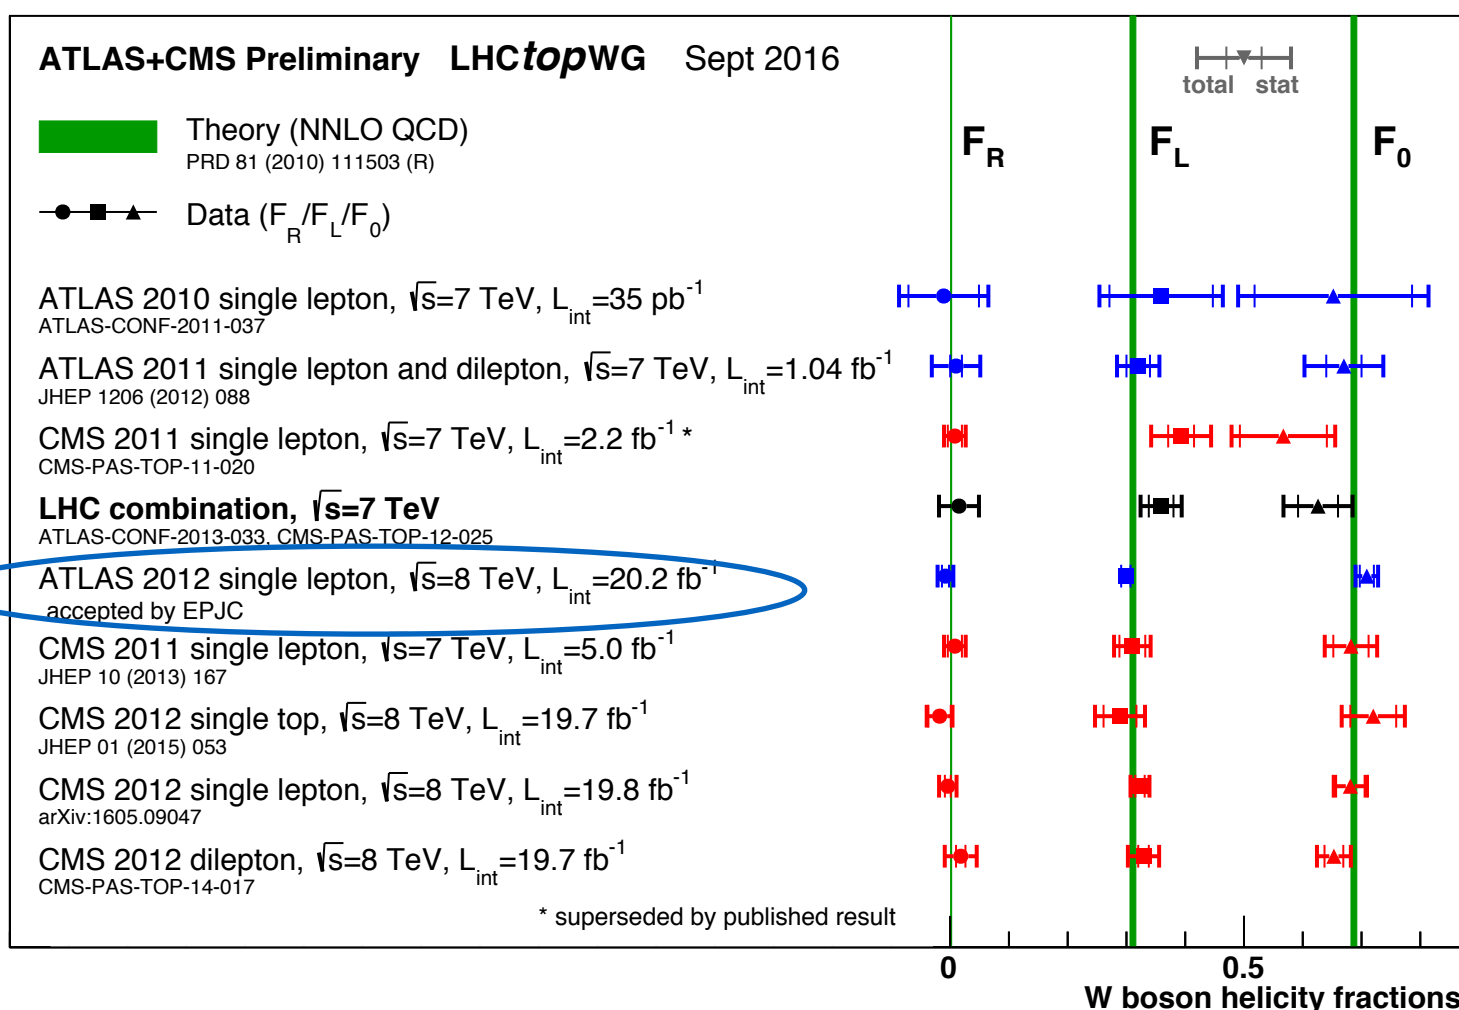 ATLAS+CMS Preliminary LHCtopWG Sept 2016
total stat
Theory (NNLO QCD)
PRD 81 (2010) 111503 (R)
F_R F_L F_0
Data (F_R/F_L/F_0)
ATLAS 2010 single lepton, √s=7 TeV, L_int=35 pb^-1
ATLAS-CONF-2011-037
ATLAS 2011 single lepton and dilepton, √s=7 TeV, L_int=1.04 fb^-1
JHEP 1206 (2012) 088
CMS 2011 single lepton, √s=7 TeV, L_int=2.2 fb^-1 *
CMS-PAS-TOP-11-020
LHC combination, √s=7 TeV
ATLAS-CONF-2013-033, CMS-PAS-TOP-12-025
ATLAS 2012 single lepton, √s=8 TeV, L_int=20.2 fb^-1
accepted by EPJC
CMS 2011 single lepton, √s=7 TeV, L_int=5.0 fb^-1
JHEP 10 (2013) 167
CMS 2012 single top, √s=8 TeV, L_int=19.7 fb^-1
JHEP 01 (2015) 053
CMS 2012 single lepton, √s=8 TeV, L_int=19.8 fb^-1
arXiv:1605.09047
CMS 2012 dilepton, √s=8 TeV, L_int=19.7 fb^-1
CMS-PAS-TOP-14-017
* superseded by published result
0 0.5
W boson helicity fractions